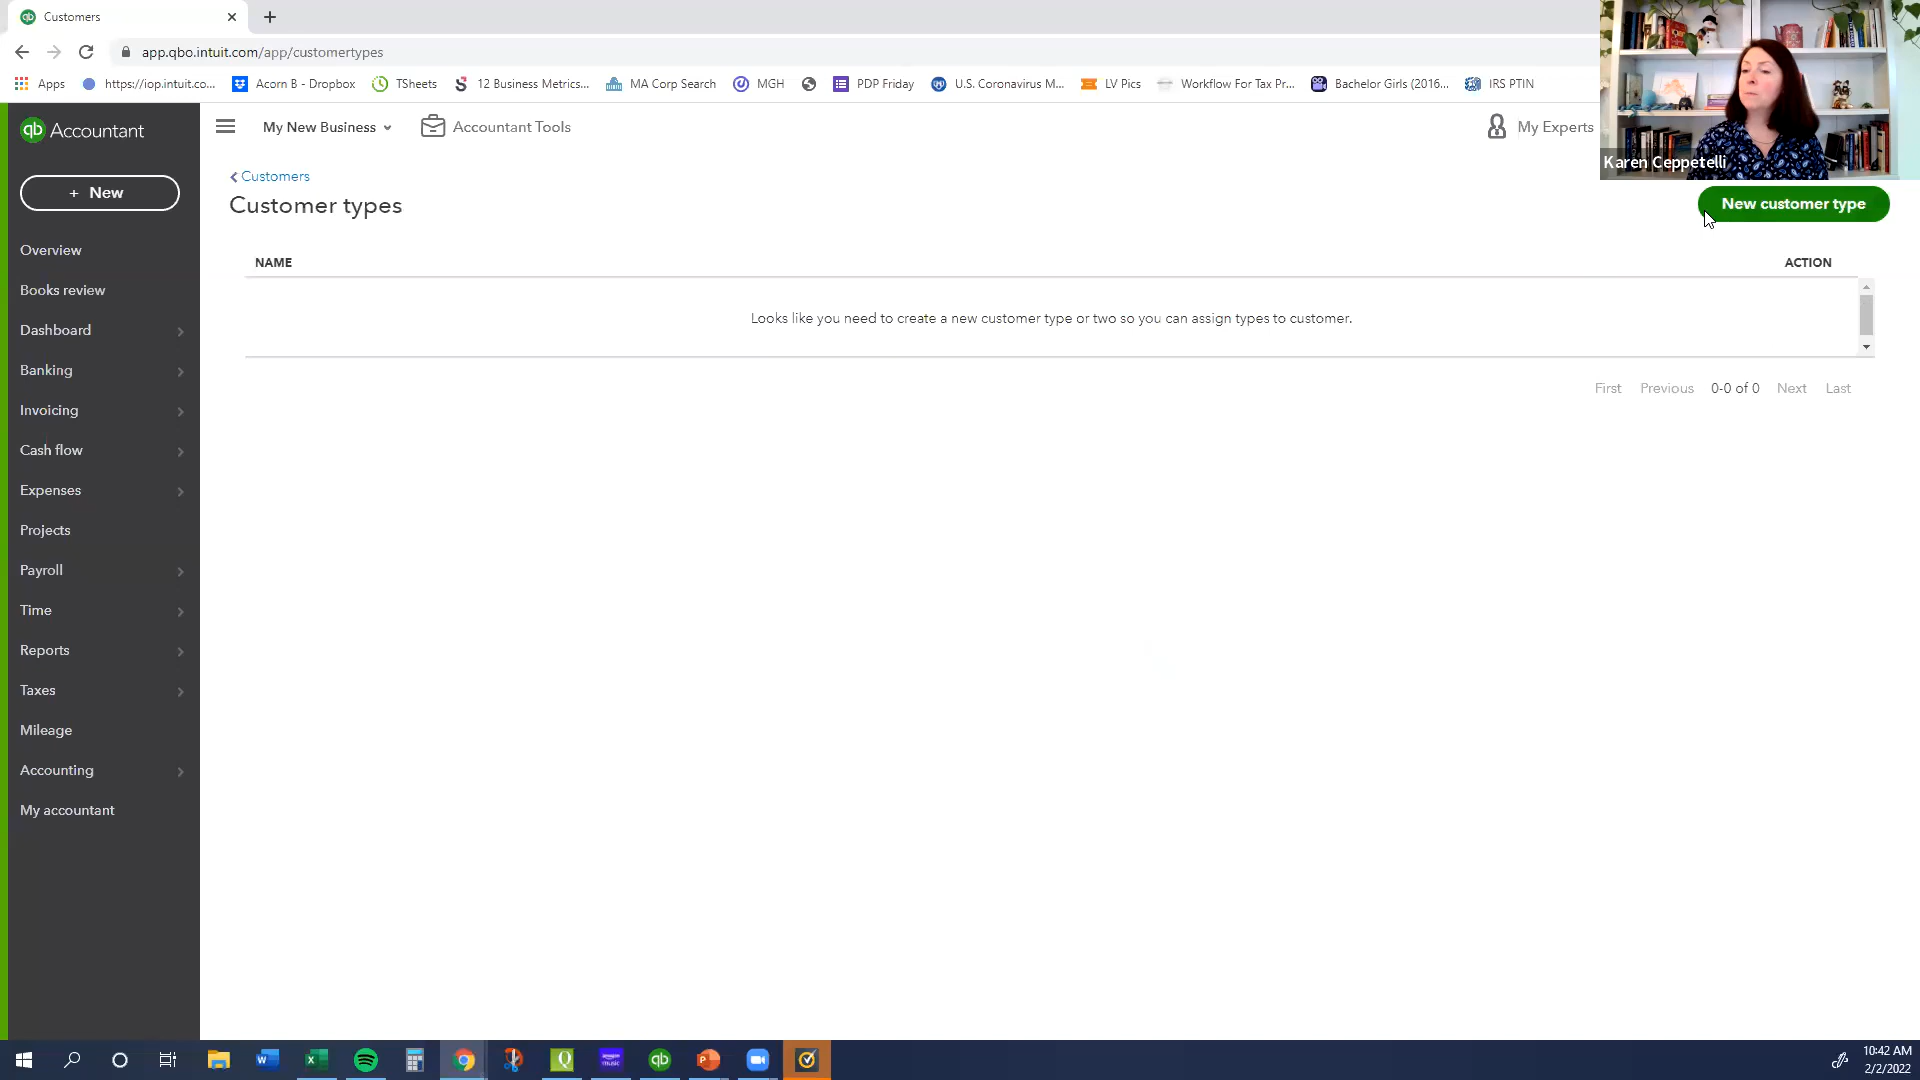 Customers
app.qbo.intuit.com/app/customertypes
Apps
https://iop.intuit.co...
Acorn B - Dropbox
TSheets
12 Business Metrics...
MA Corp Search
MGH
PDP Friday
U.S. Coronavirus M...
LV Pics
Workflow For Tax Pr...
Bachelor Girls (2016...
IRS PTIN
Karen Ceppetelli
qb Accountant
My New Business
Accountant Tools
My Experts
+ New
Overview
Books review
Dashboard
Banking
Invoicing
Cash flow
Expenses
Projects
Payroll
Time
Reports
Taxes
Mileage
Accounting
My accountant
Customers
Customer types
New customer type
NAME
ACTION
Looks like you need to create a new customer type or two so you can assign types to customer.
First Previous 0-0 of 0 Next Last
10:42 AM
2/2/2022